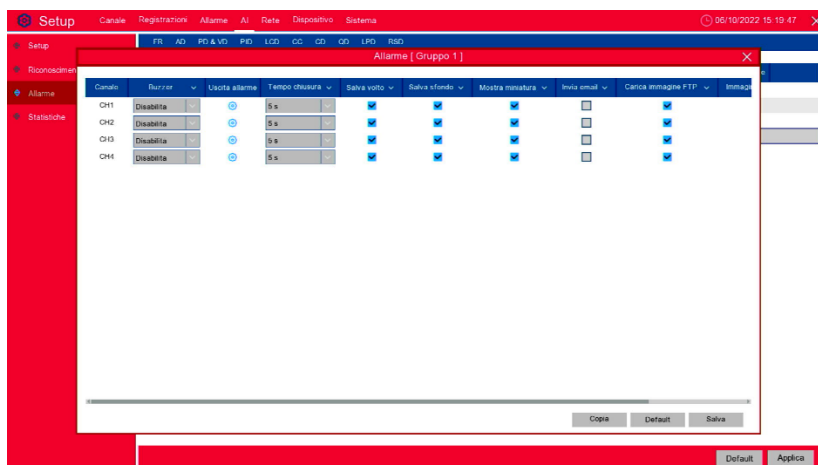 Setup Canale Registrazioni Allarme AI Rete Dispositivo Sistema 06/10/2022 15 19 47
Setup FR AD PD & VD PID LCD CC CD QD LPD RSD
Allarme [ Gruppo 1 ]
Riconoscimen
Allarme
Statistiche
Canale Buzzer Uscita allarme Tempo chiusura Salva volto Salva sfondo Mostra miniatura Invia email Carica immagine FTP Immagin
CH1 Disabilita 5 s
CH2 Disabilita 5 s
CH3 Disabilita 5 s
CH4 Disabilita 5 s
Copia Default Salva
Default Applica